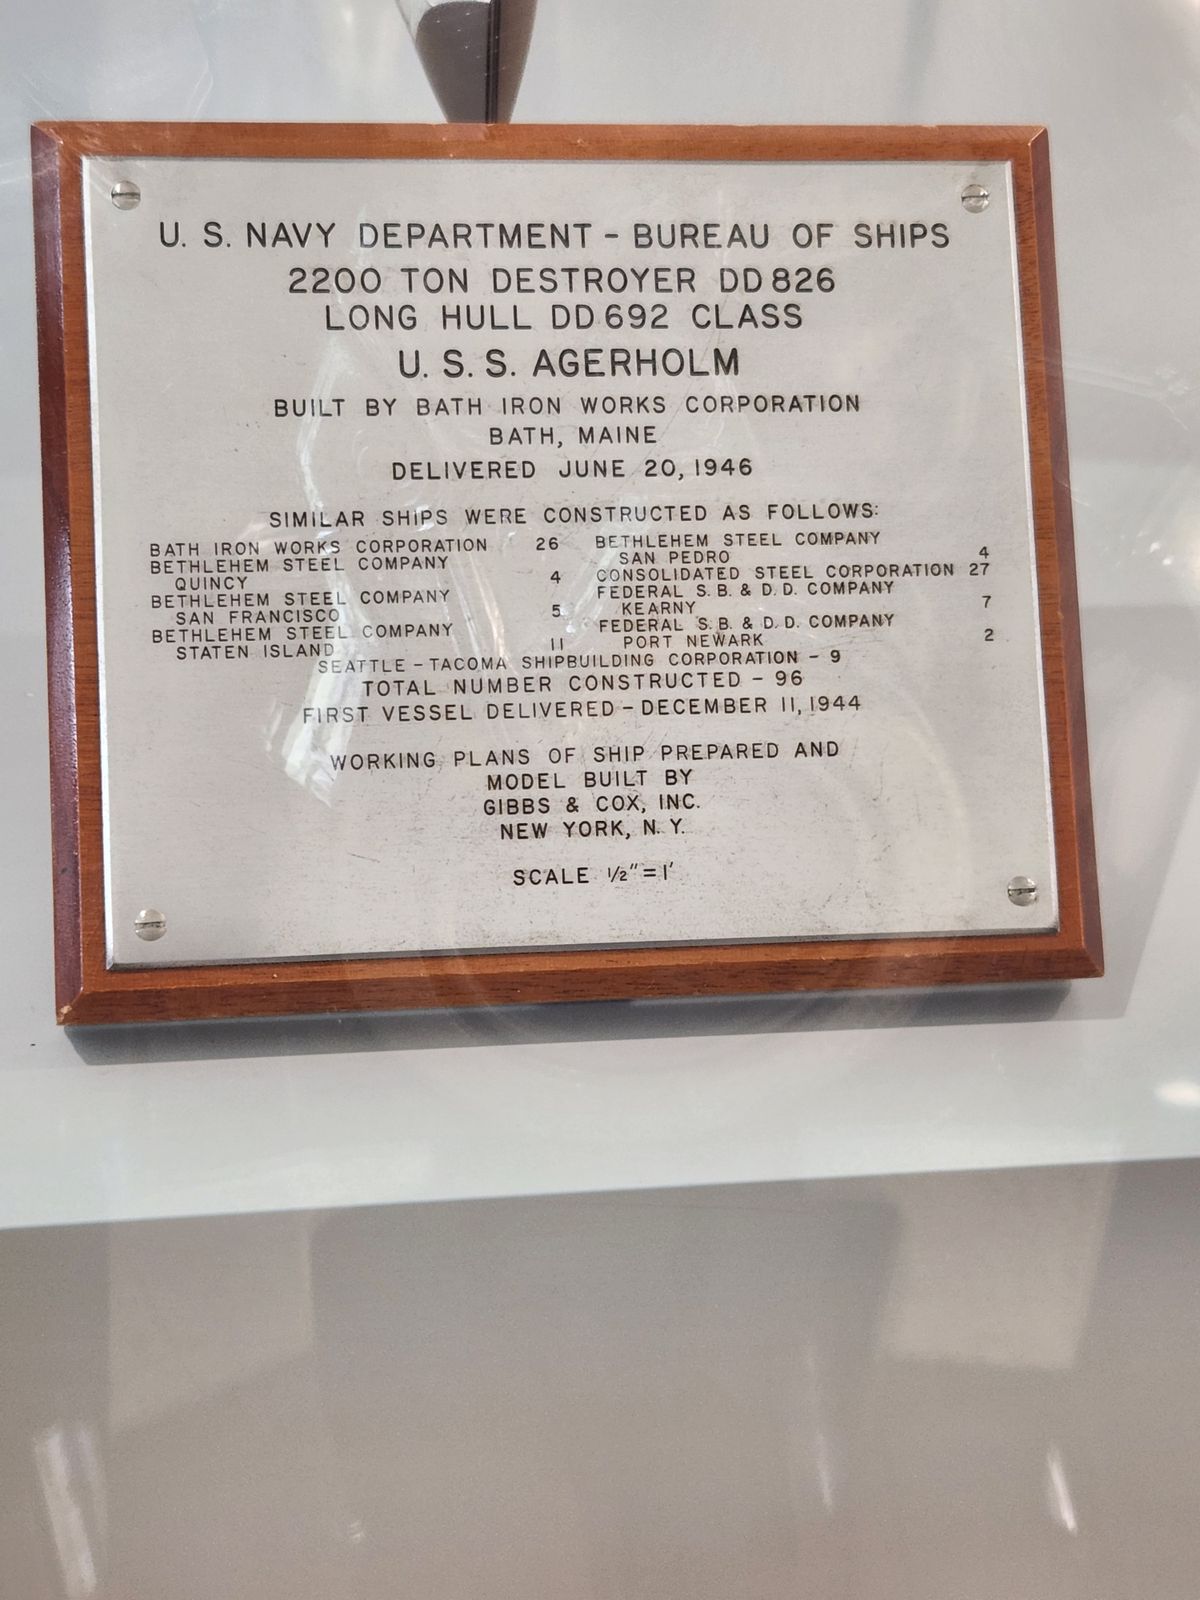 U. S. NAVY DEPARTMENT - BUREAU OF SHIPS
2200 TON DESTROYER DD 826
LONG HULL DD 692 CLASS
U. S. S. AGERHOLM
BUILT BY BATH IRON WORKS CORPORATION
BATH, MAINE
DELIVERED JUNE 20, 1946
SIMILAR SHIPS WERE CONSTRUCTED AS FOLLOWS:
BATH IRON WORKS CORPORATION 26
BETHLEHEM STEEL COMPANY
QUINCY 4
BETHLEHEM STEEL COMPANY
SAN FRANCISCO 5
BETHLEHEM STEEL COMPANY
STATEN ISLAND 11
BETHLEHEM STEEL COMPANY
SAN PEDRO 4
CONSOLIDATED STEEL CORPORATION 27
FEDERAL S. B. & D. D. COMPANY
KEARNY 7
FEDERAL S. B. & D. D. COMPANY
PORT NEWARK 2
SEATTLE - TACOMA SHIPBUILDING CORPORATION - 9
TOTAL NUMBER CONSTRUCTED - 96
FIRST VESSEL DELIVERED - DECEMBER 11, 1944
WORKING PLANS OF SHIP PREPARED AND
MODEL BUILT BY
GIBBS & COX, INC.
NEW YORK, N. Y.
SCALE 1/2" = 1'